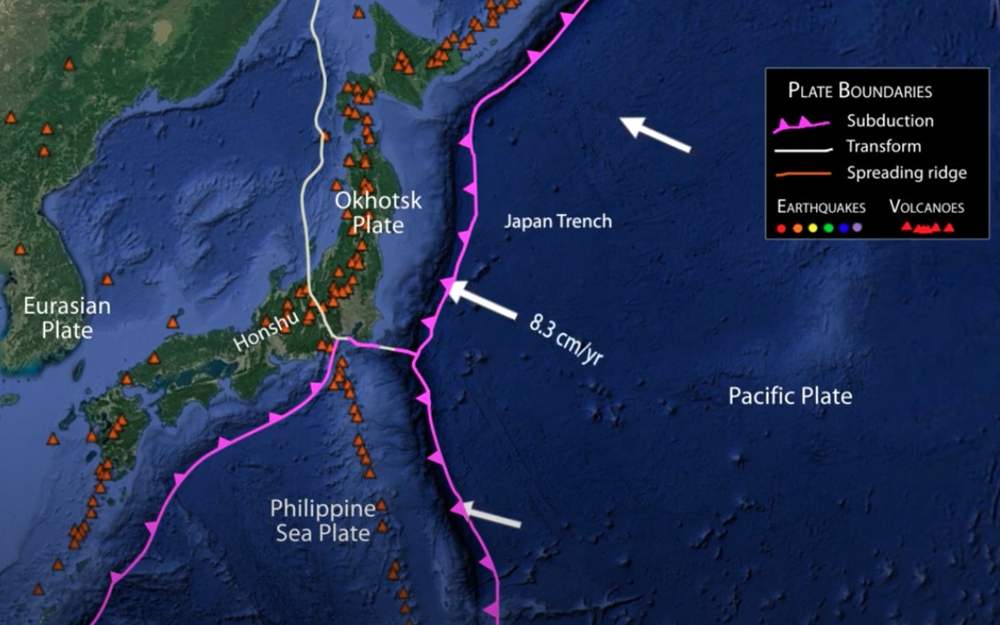 PLATE BOUNDARIES
Subduction
Transform
Spreading ridge
EARTHQUAKES VOLCANOES
Okhotsk
Plate
Japan Trench
Eurasian
Plate
Honshu
8.3 cm/yr
Pacific Plate
Philippine
Sea Plate